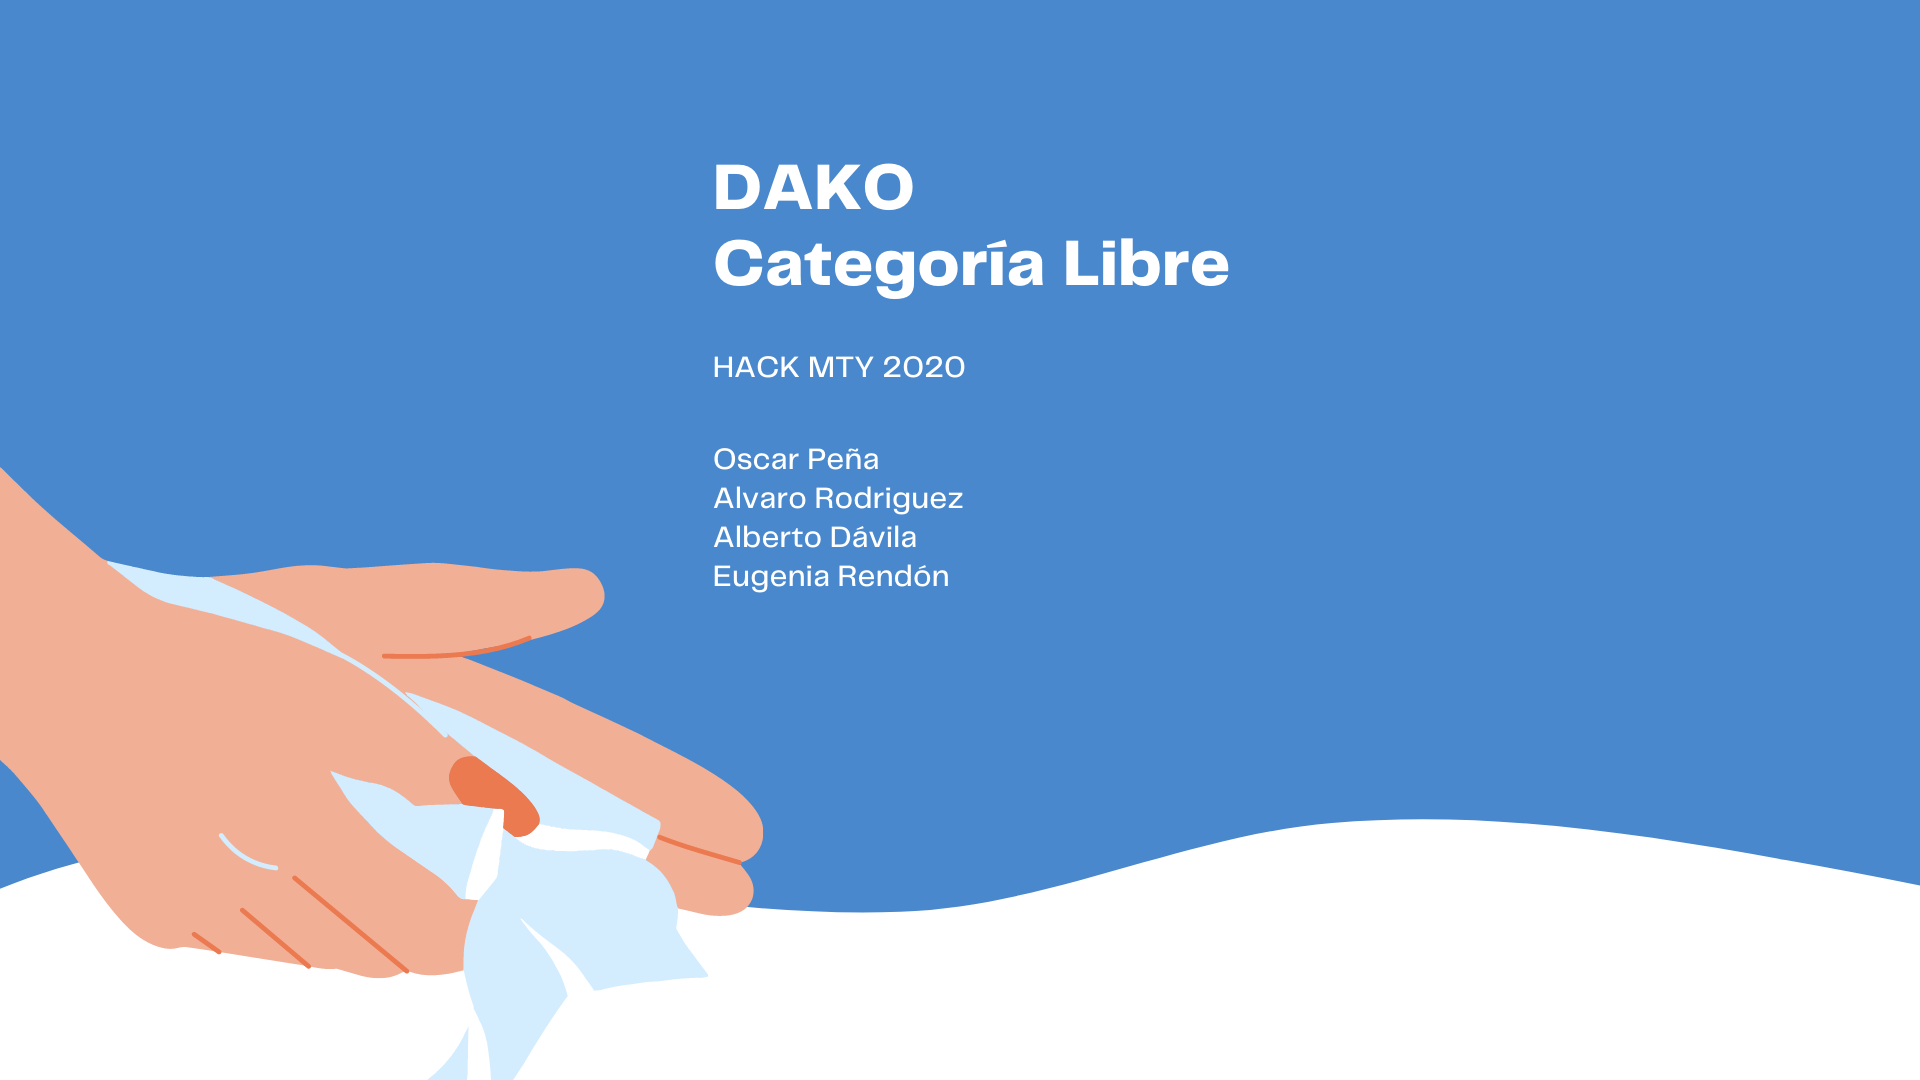 DAKO
Categoría Libre
HACK MTY 2020
Oscar Peña
Alvaro Rodriguez
Alberto Dávila
Eugenia Rendón